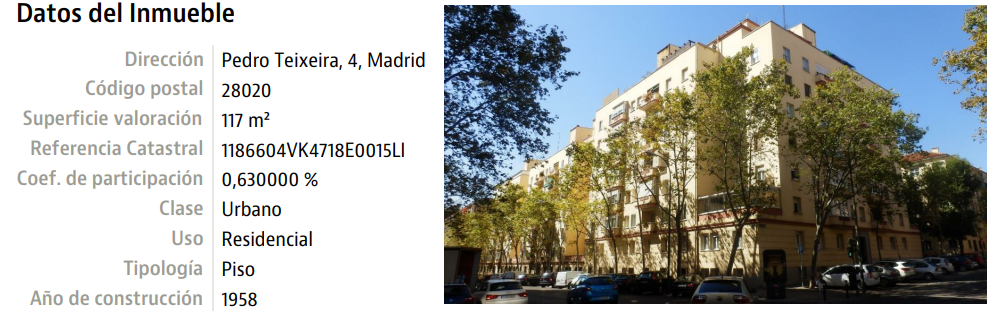 Datos del Inmueble
Dirección Pedro Teixeira, 4, Madrid
Código postal 28020
Superficie valoración 117 m²
Referencia Catastral 1186604VK4718E0015LI
Coef. de participación 0,630000 %
Clase Urbano
Uso Residencial
Tipología Piso
Año de construcción 1958